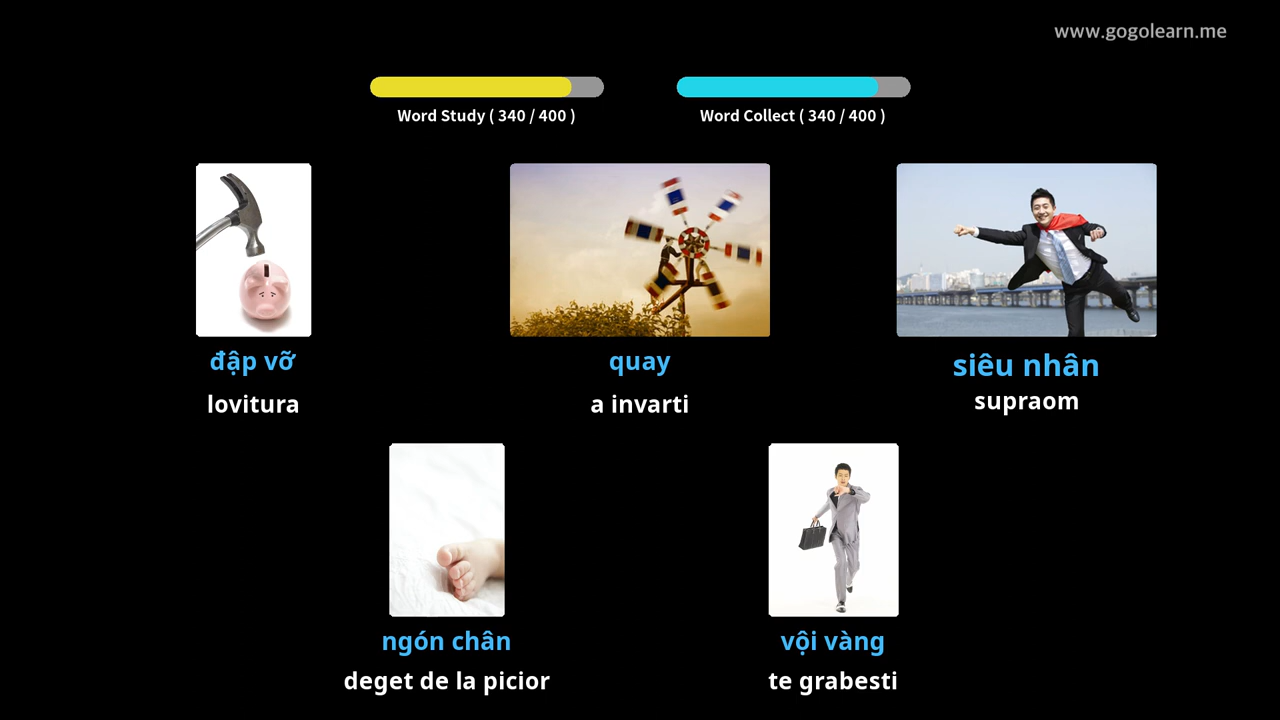 www.gogolearn.me
Word Study ( 340 / 400 )
Word Collect ( 340 / 400 )
đập vỡ
lovitura
quay
a invarti
siêu nhân
supraom
ngón chân
deget de la picior
vội vàng
te grabesti